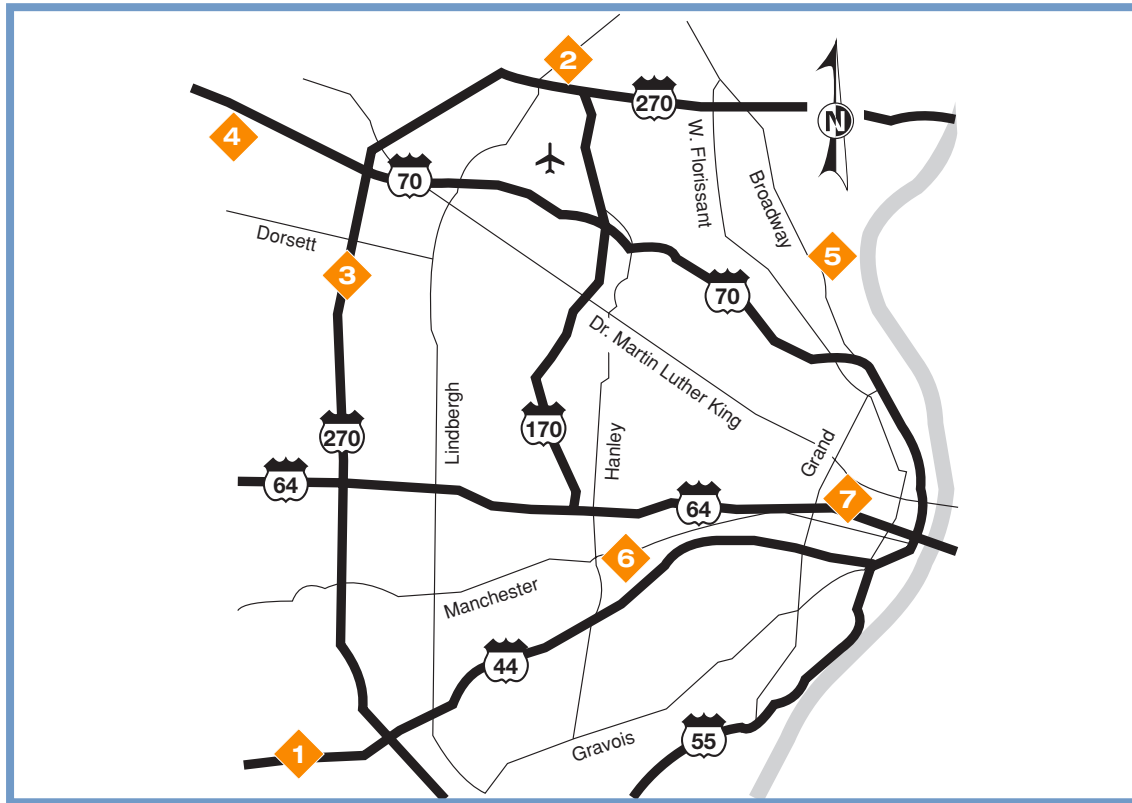 2
270
N
4
W. Florissant
70
Broadway
Dorsett
5
3
70
Dr. Martin Luther King
Lindbergh
270
170
Hanley
Grand
64
7
64
6
Manchester
44
1
Gravois
55